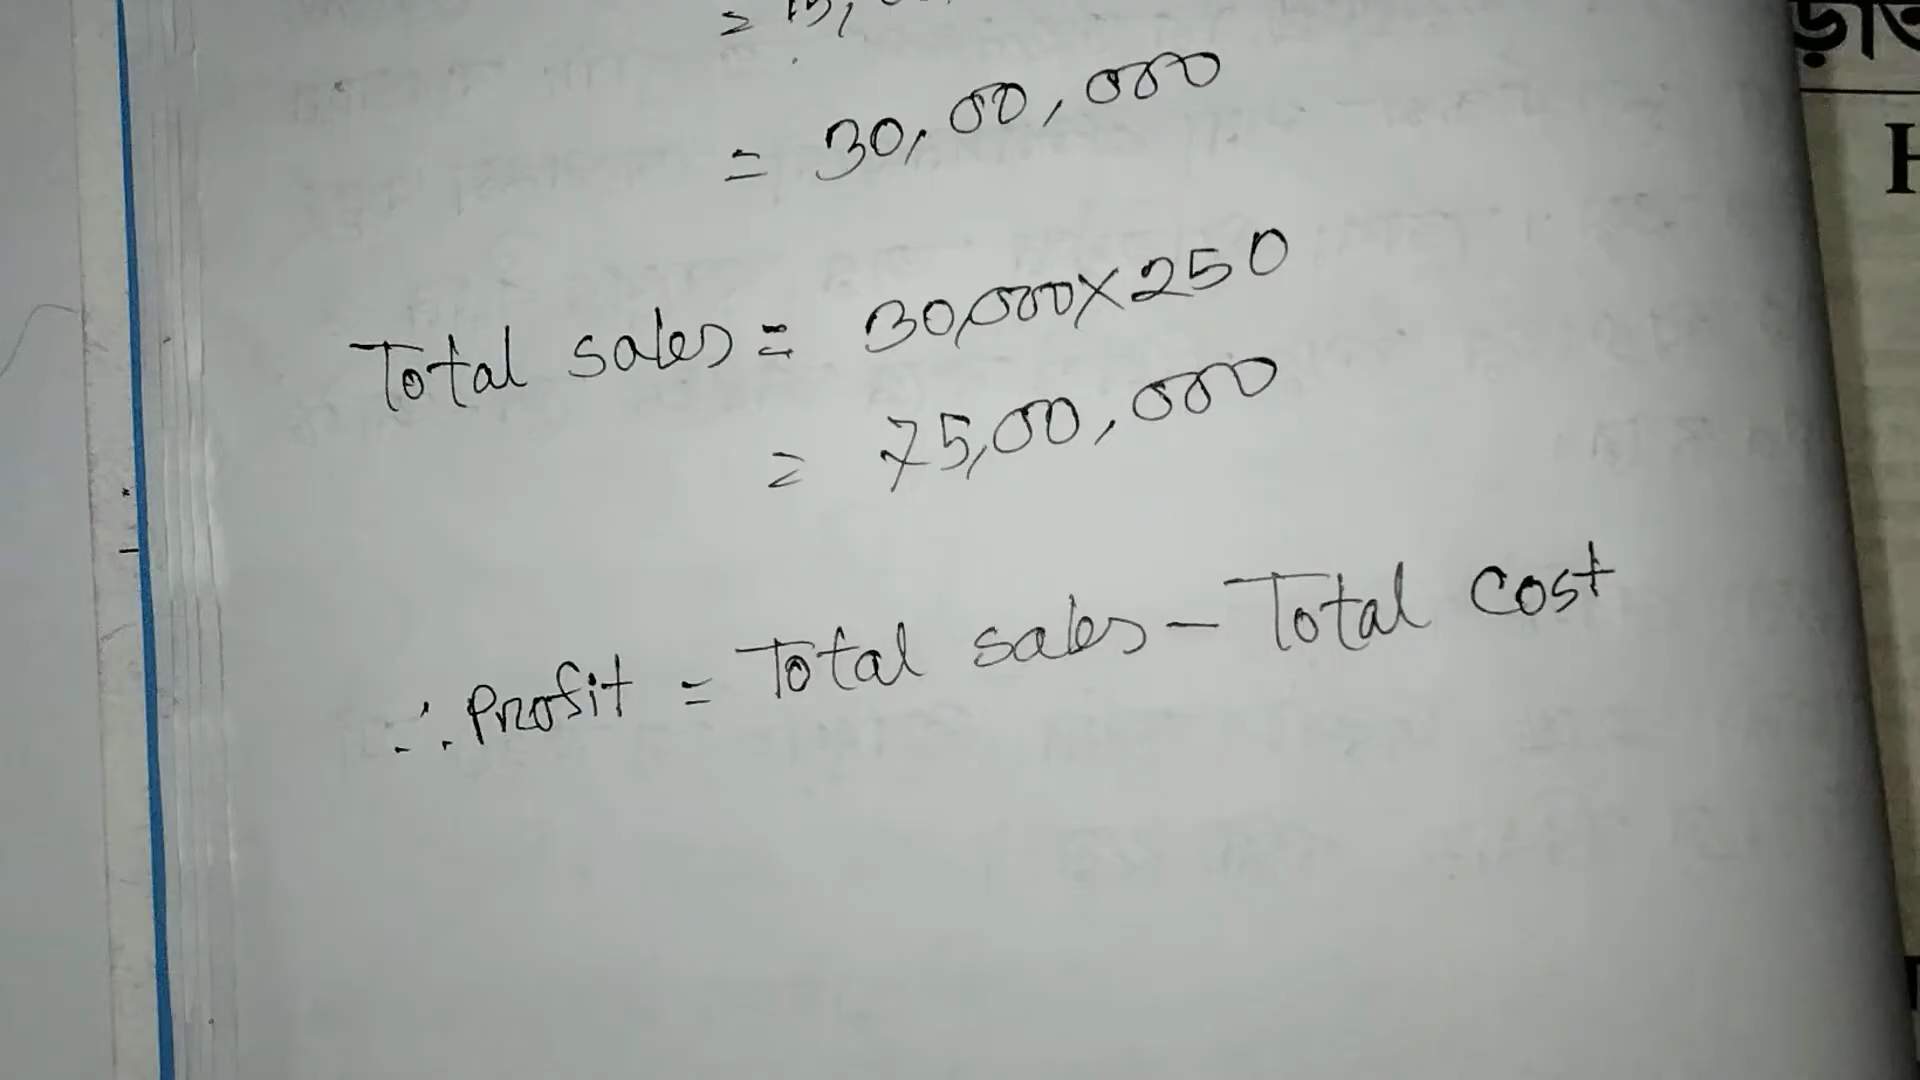 = 30,00,000
Total sales = 30,000×250
= 75,00,000
∴ Profit = Total sales - Total cost
H